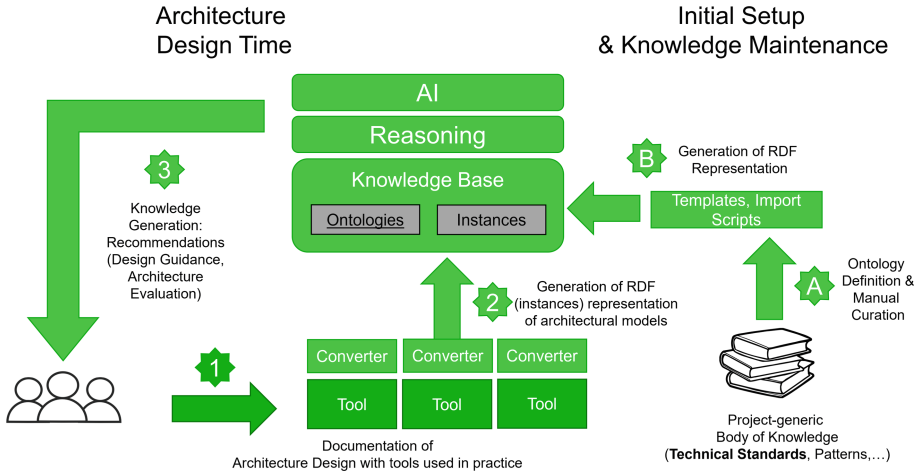 Architecture
Design Time
Initial Setup
& Knowledge Maintenance
AI
Reasoning
Knowledge Base
Ontologies
Instances
3
Knowledge
Generation:
Recommendations
(Design Guidance,
Architecture
Evaluation)
B
Generation of RDF
Representation
Templates, Import
Scripts
A
Ontology
Definition &
Manual
Curation
2
Generation of RDF
(instances) representation
of architectural models
Converter
Converter
Converter
1
Tool
Tool
Tool
Documentation of
Architecture Design with tools used in practice
Project-generic
Body of Knowledge
(Technical Standards, Patterns,…)